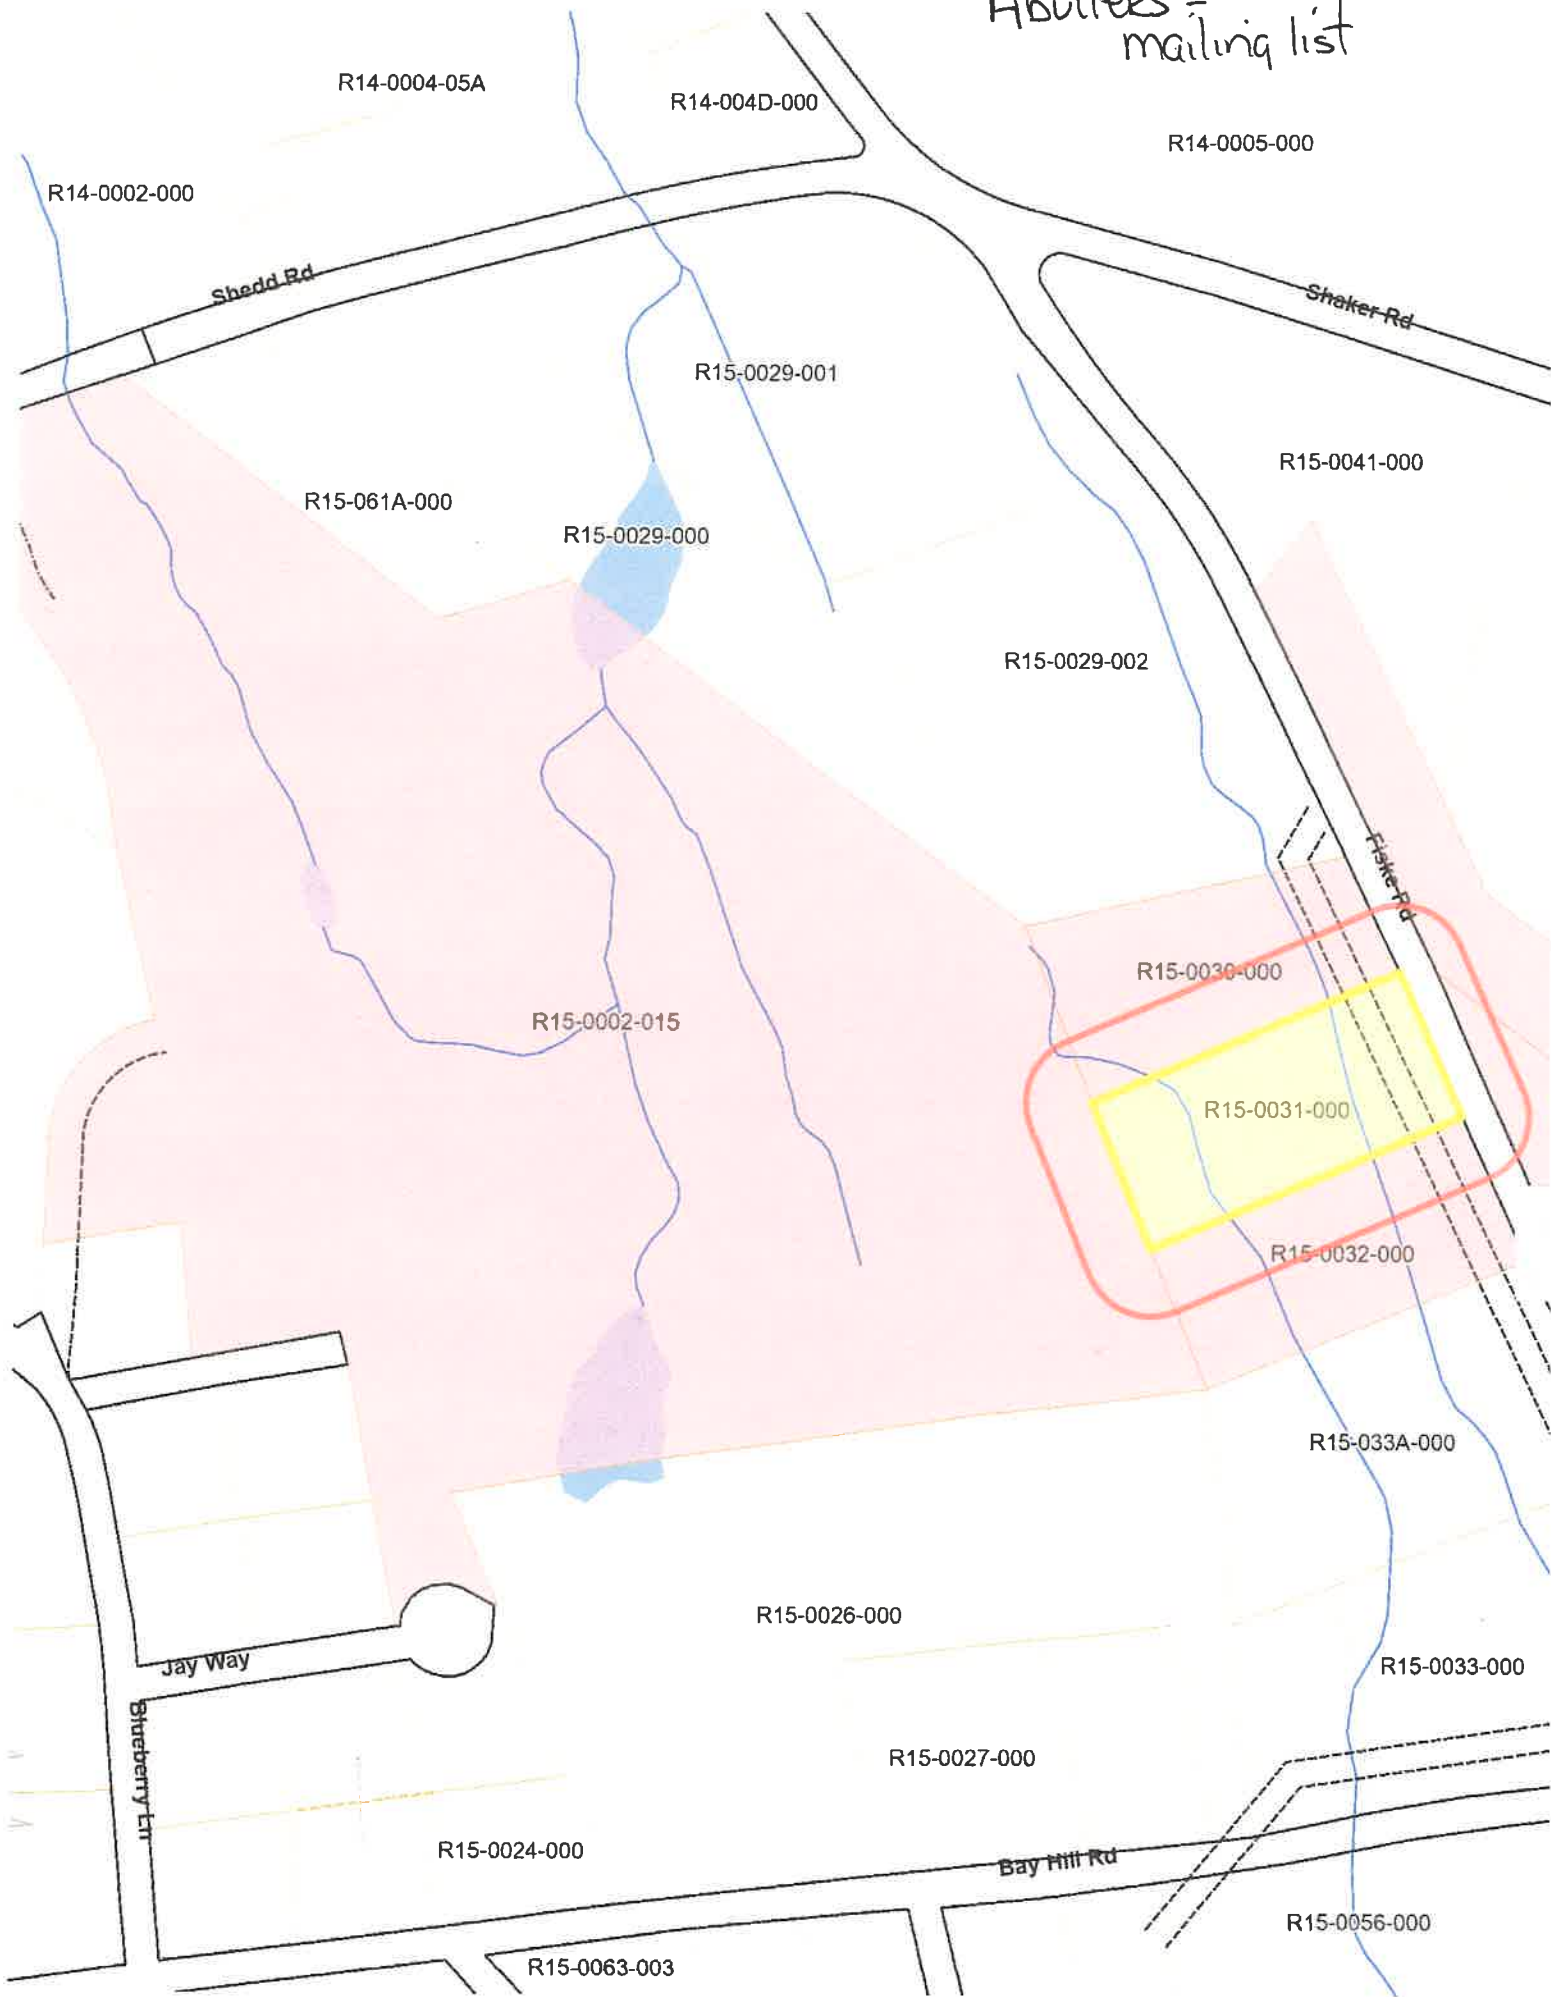 Abutters =
mailing list
R14-0004-05A
R14-004D-000
R14-0005-000
R14-0002-000
Shedd Rd
Shaker Rd
R15-0029-001
R15-0041-000
R15-061A-000
R15-0029-000
R15-0029-002
Fiske Rd
R15-0030-000
R15-0002-015
R15-0031-000
R15-0032-000
R15-033A-000
R15-0026-000
Jay Way
R15-0033-000
Blueberry Ln
R15-0027-000
R15-0024-000
Bay Hill Rd
R15-0056-000
R15-0063-003